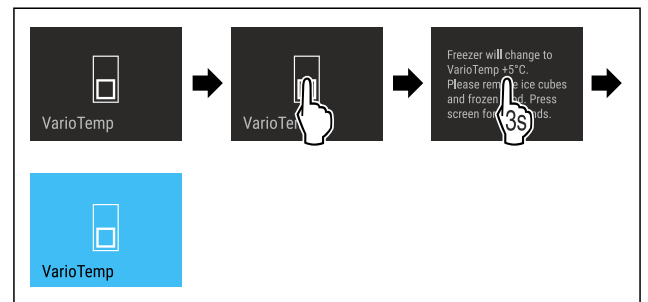 VarioTemp
Freezer will change to
VarioTemp +5°C.
Please ice cubes
and frozen Press
screen for
3s
VarioTemp